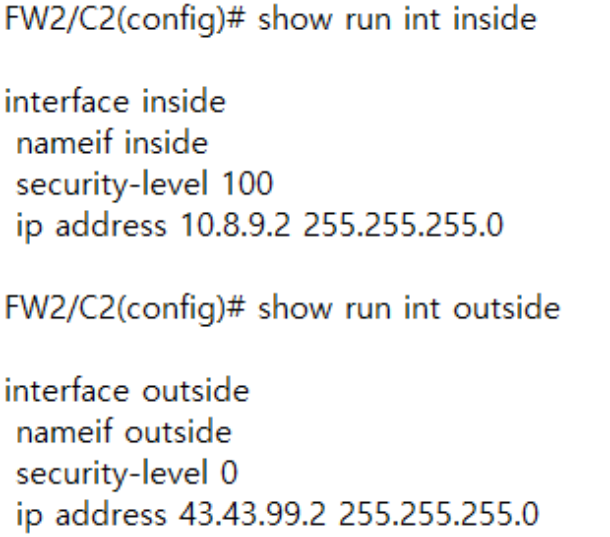 FW2/C2(config)# show run int inside
interface inside
nameif inside
security-level 100
ip address 10.8.9.2 255.255.255.0
FW2/C2(config)# show run int outside
interface outside
nameif outside
security-level 0
ip address 43.43.99.2 255.255.255.0